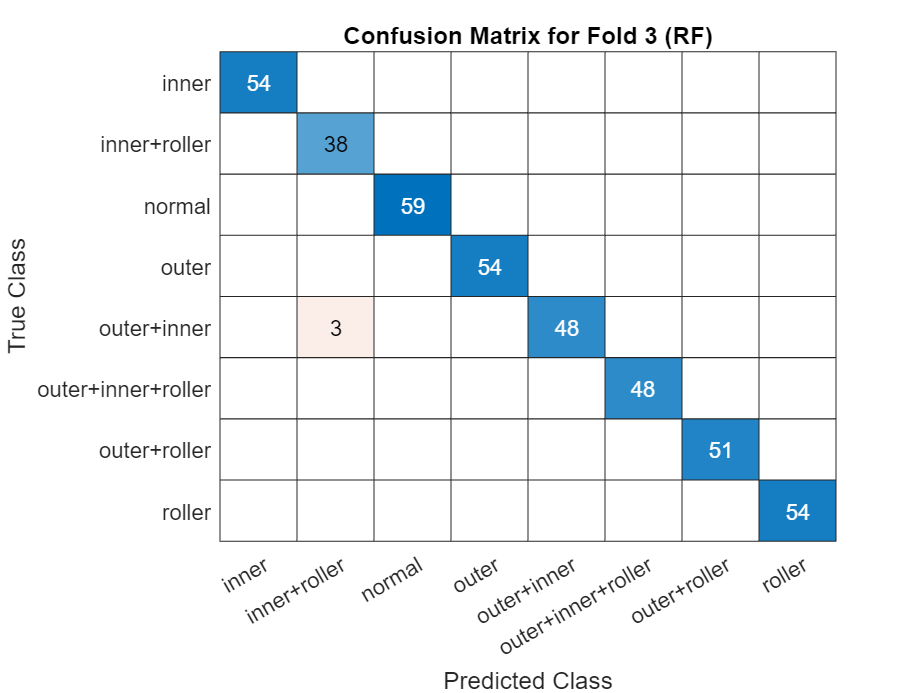 Confusion Matrix for Fold 3 (RF)
True Class
inner 54
inner+roller 38
normal 59
outer 54
outer+inner 3 48
outer+inner+roller 48
outer+roller 51
roller 54
inner inner+roller normal outer outer+inner outer+inner+roller outer+roller roller
Predicted Class